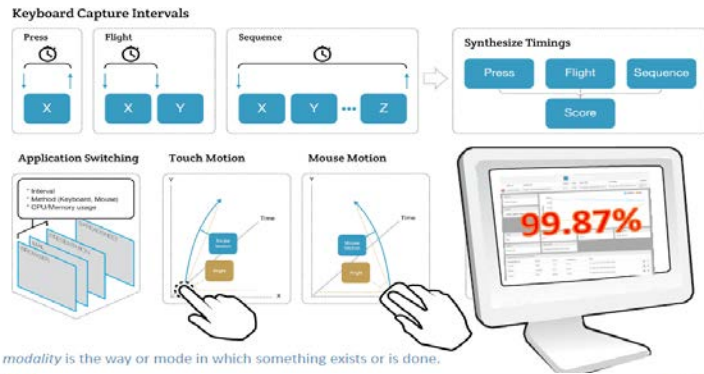 Keyboard Capture Intervals
Press
Flight
Sequence
X
X Y
X Y ... Z
Synthesize Timings
Press Flight Sequence
Score
Application Switching
* Interval
* Method (Keyboard, Mouse)
* CPU/Memory usage
Touch Motion
Y
Time
Angle
X
Mouse Motion
Y
Time
Mouse
Motion
Angle
99.87%
modality is the way or mode in which something exists or is done.